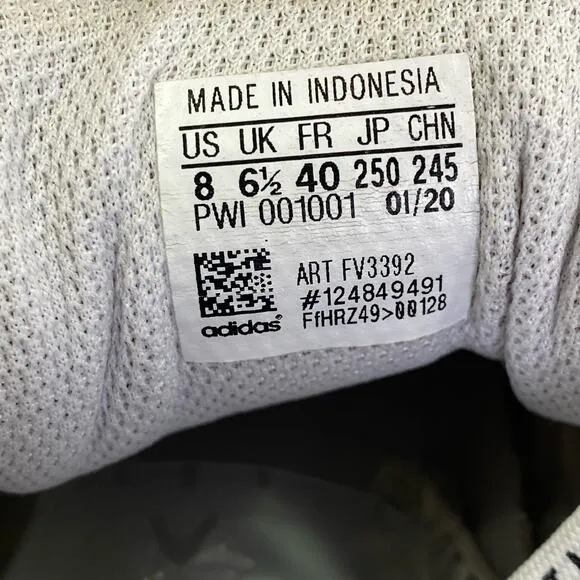 MADE IN INDONESIA
US UK FR JP CHN
8 6½ 40 250 245
PWI 001001 01/20
ART FV3392
#124849491
adidas® FfHRZ49>00128